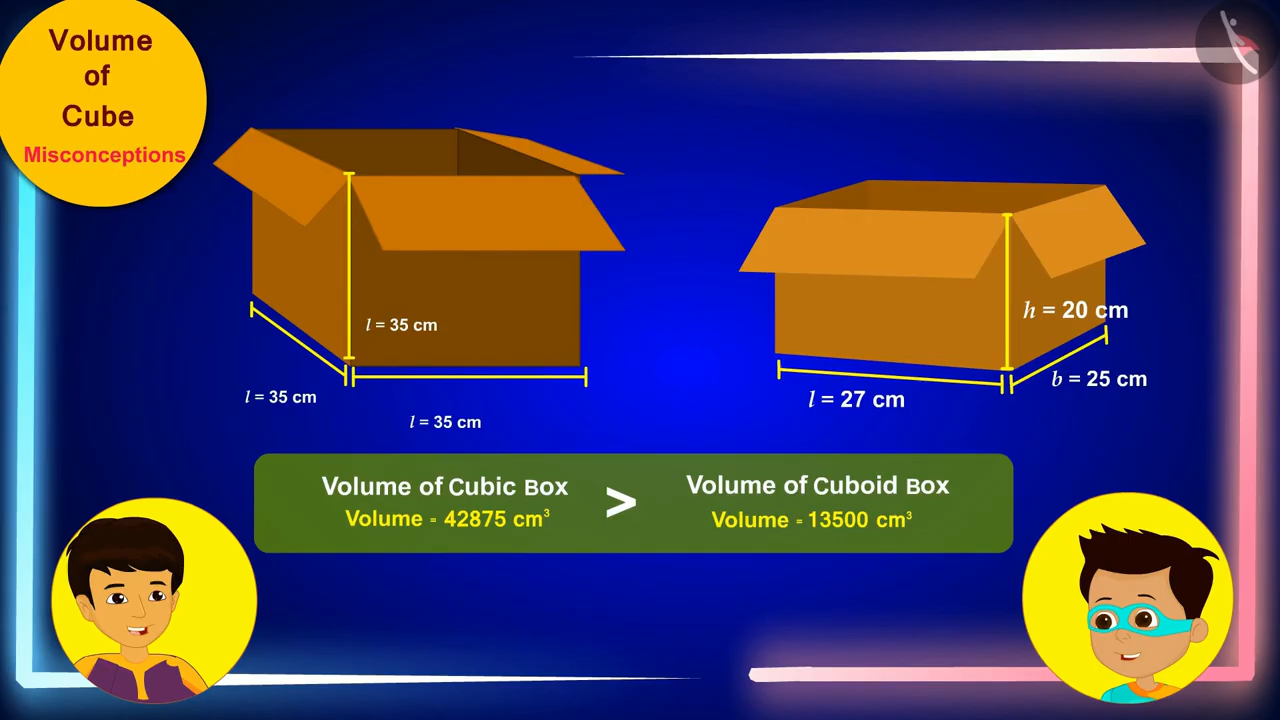 Volume
of
Cube
Misconceptions
l = 35 cm
l = 35 cm
l = 35 cm
h = 20 cm
b = 25 cm
l = 27 cm
Volume of Cubic Box > Volume of Cuboid Box
Volume = 42875 cm³ Volume = 13500 cm³